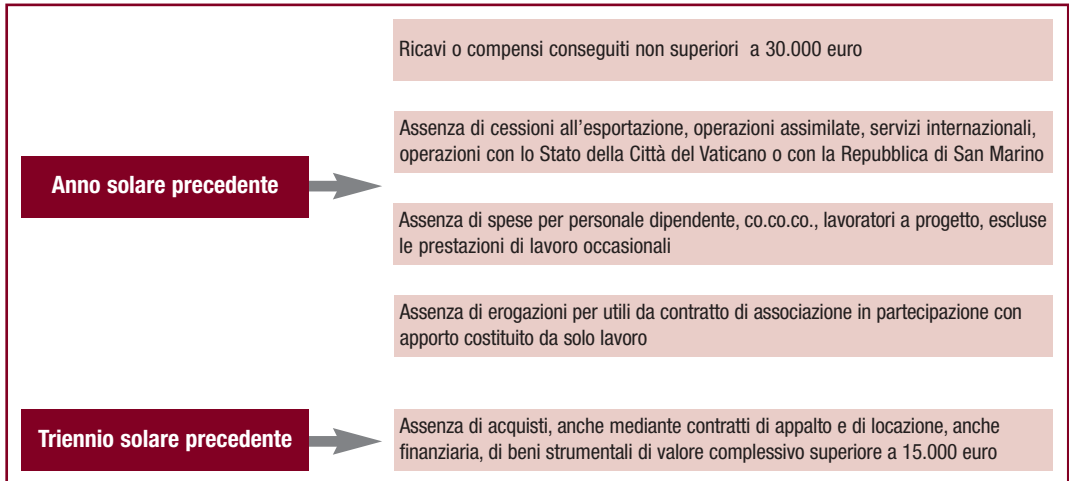 Ricavi o compensi conseguiti non superiori a 30.000 euro
Assenza di cessioni all'esportazione, operazioni assimilate, servizi internazionali,
operazioni con lo Stato della Città del Vaticano o con la Repubblica di San Marino
Anno solare precedente
Assenza di spese per personale dipendente, co.co.co., lavoratori a progetto, escluse
le prestazioni di lavoro occasionali
Assenza di erogazioni per utili da contratto di associazione in partecipazione con
apporto costituito da solo lavoro
Triennio solare precedente
Assenza di acquisti, anche mediante contratti di appalto e di locazione, anche
finanziaria, di beni strumentali di valore complessivo superiore a 15.000 euro